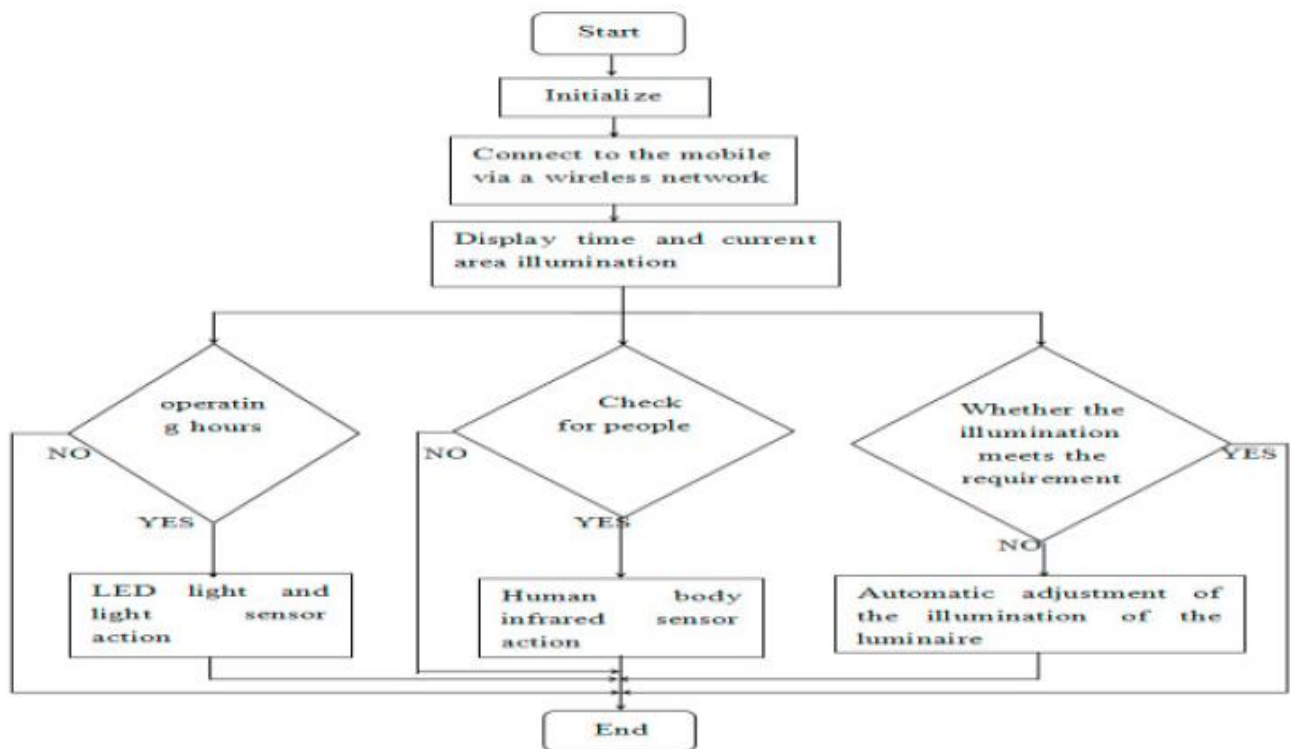 Start
Initialize
Connect to the mobile
via a wireless network
Display time and current
area illumination
operatin
g hours
NO
YES
Check
for people
NO
YES
Whether the
illumination
meets the
requirement
YES
NO
LED light and
light sensor
action
Human body
infrared sensor
action
Automatic adjustment of
the illumination of the
luminaire
End